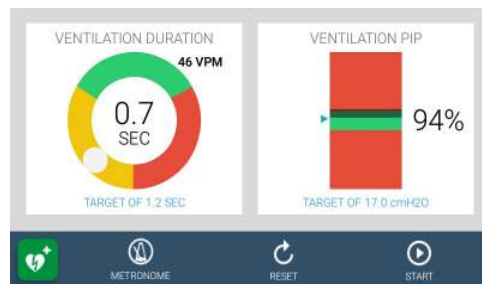 VENTILATION DURATION
46 VPM
0.7
SEC
TARGET OF 1.2 SEC
VENTILATION PIP
94%
TARGET OF 17.0 cmH2O
METRONOME
RESET
START